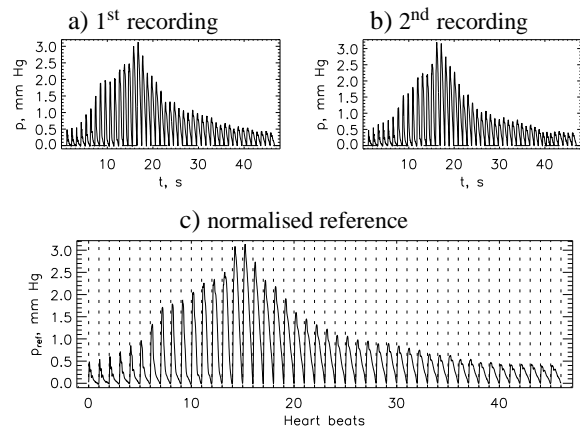 a) 1st recording
b) 2nd recording
3.0
2.5
2.0
1.5
1.0
0.5
0.0
p, mm Hg
10 20 30 40
t, s
3.0
2.5
2.0
1.5
1.0
0.5
0.0
p, mm Hg
10 20 30 40
t, s
c) normalised reference
3.0
2.5
2.0
1.5
1.0
0.5
0.0
pref, mm Hg
0 10 20 30 40
Heart beats